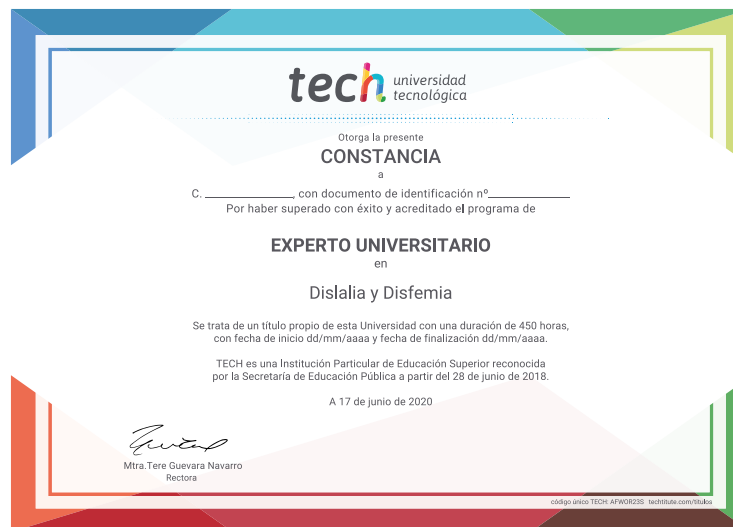 tech universidad
tecnológica
Otorga la presente
CONSTANCIA
a
C. ________________, con documento de identificación nº______________
Por haber superado con éxito y acreditado el programa de
EXPERTO UNIVERSITARIO
en
Dislalia y Disfemia
Se trata de un título propio de esta Universidad con una duración de 450 horas,
con fecha de inicio dd/mm/aaaa y fecha de finalización dd/mm/aaaa.
TECH es una Institución Particular de Educación Superior reconocida
por la Secretaría de Educación Pública a partir del 28 de junio de 2018.
A 17 de junio de 2020
Mtra.Tere Guevara Navarro
Rectora
código único TECH: AFWOR23S techtitute.com/titulos